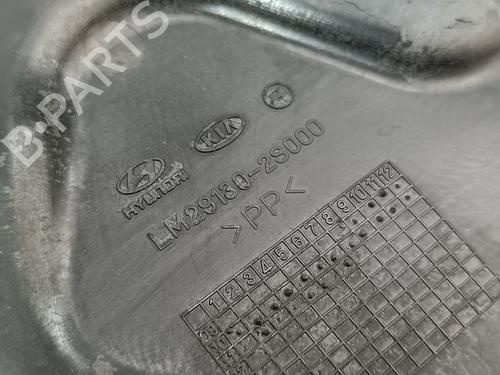 B-PARTS
HYUNDAI
KIA
LM29130-2S000
>PP<
1 2 3 4 5 6 7 8 9 10 11 12